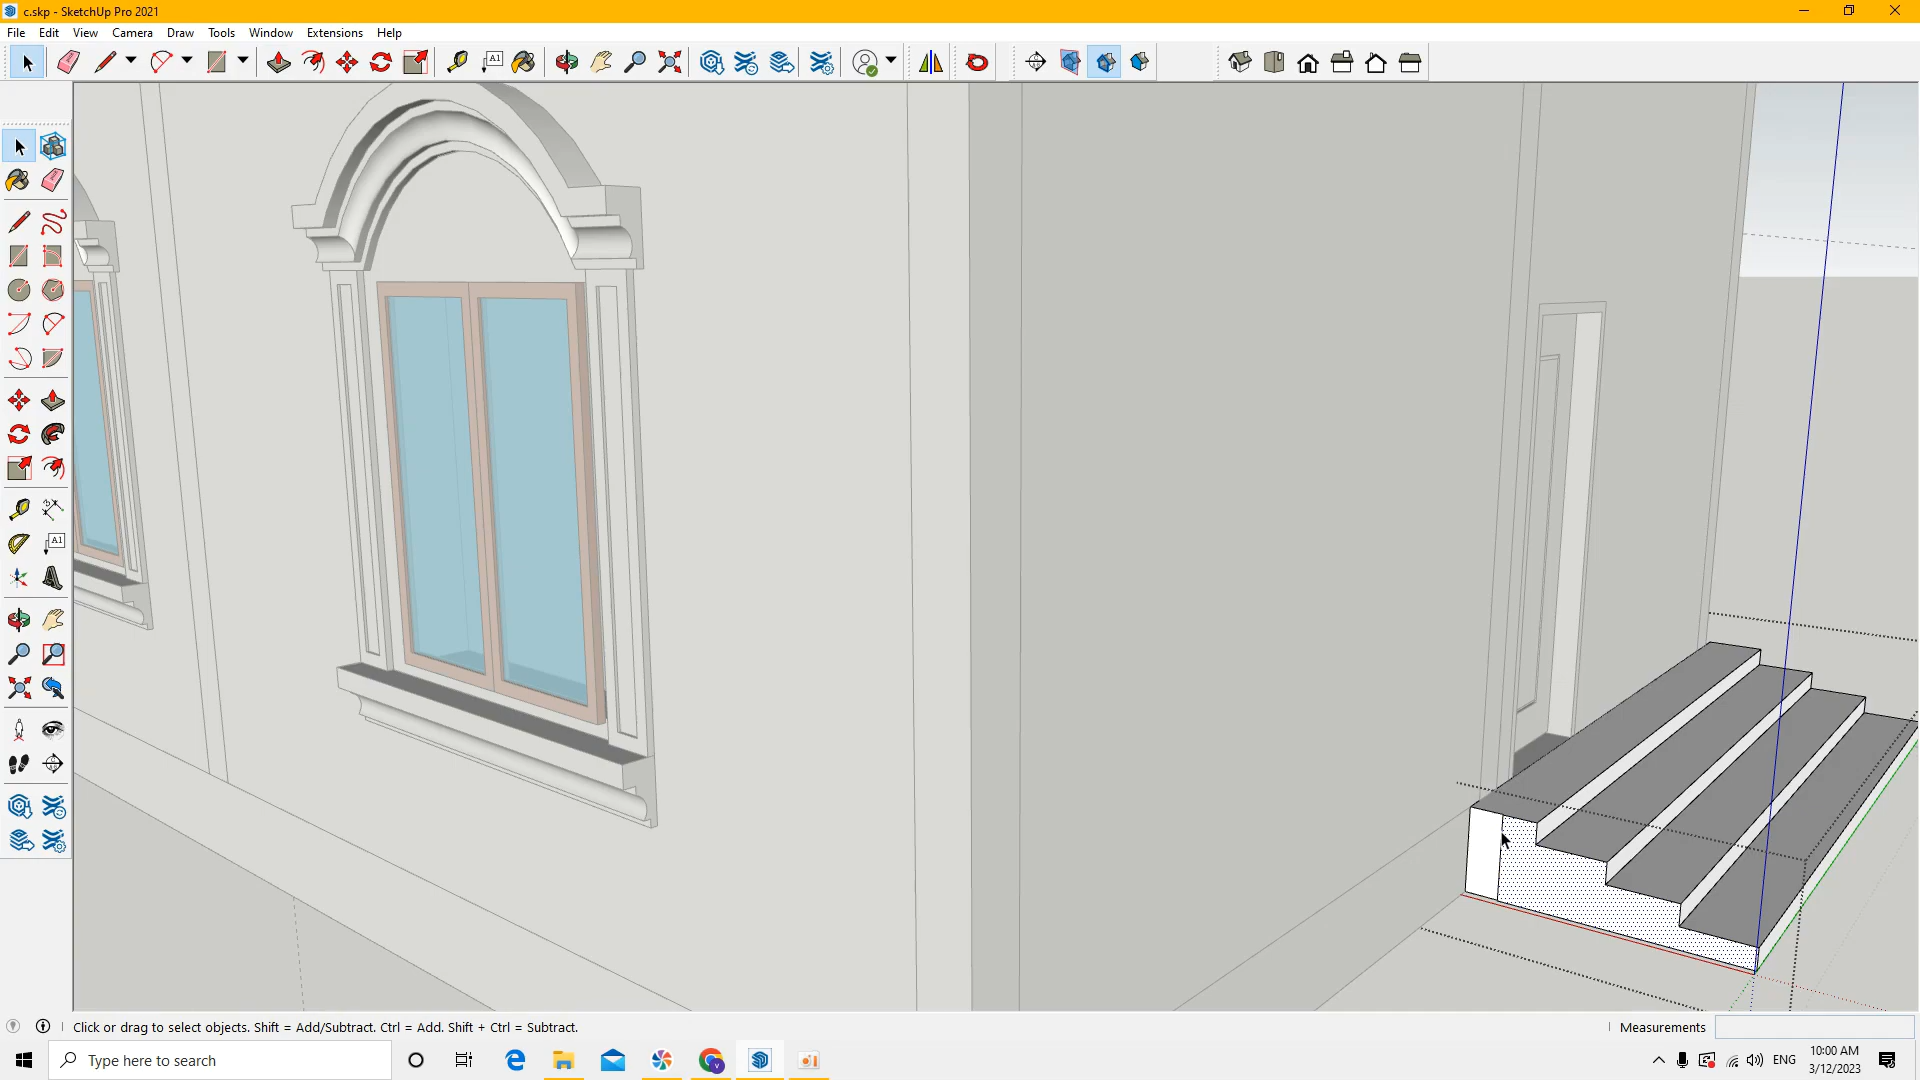 c.skp - SketchUp Pro 2021
File Edit View Camera Draw Tools Window Extensions Help
A1
A1
Click or drag to select objects. Shift = Add/Subtract. Ctrl = Add. Shift + Ctrl = Subtract.
Measurements
Type here to search
ENG
10:00 AM
3/12/2023